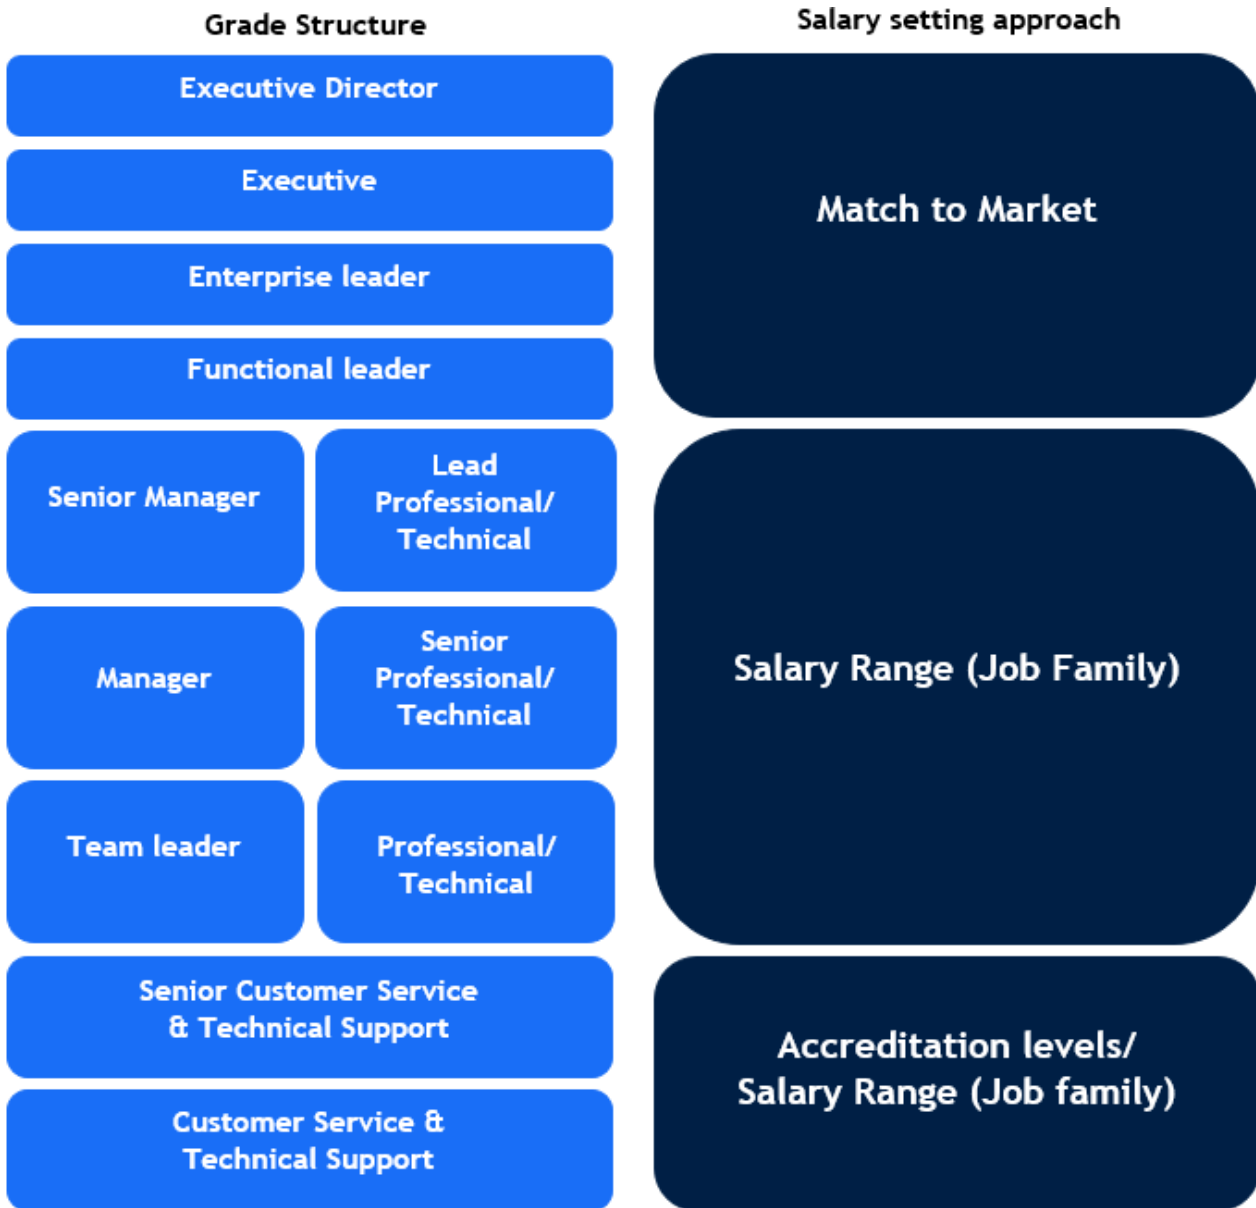 Grade Structure
Salary setting approach
Executive Director
Executive
Enterprise leader
Functional leader
Match to Market
Senior Manager
Lead
Professional/
Technical
Manager
Senior
Professional/
Technical
Team leader
Professional/
Technical
Salary Range (Job Family)
Senior Customer Service
& Technical Support
Customer Service &
Technical Support
Accreditation levels/
Salary Range (Job family)